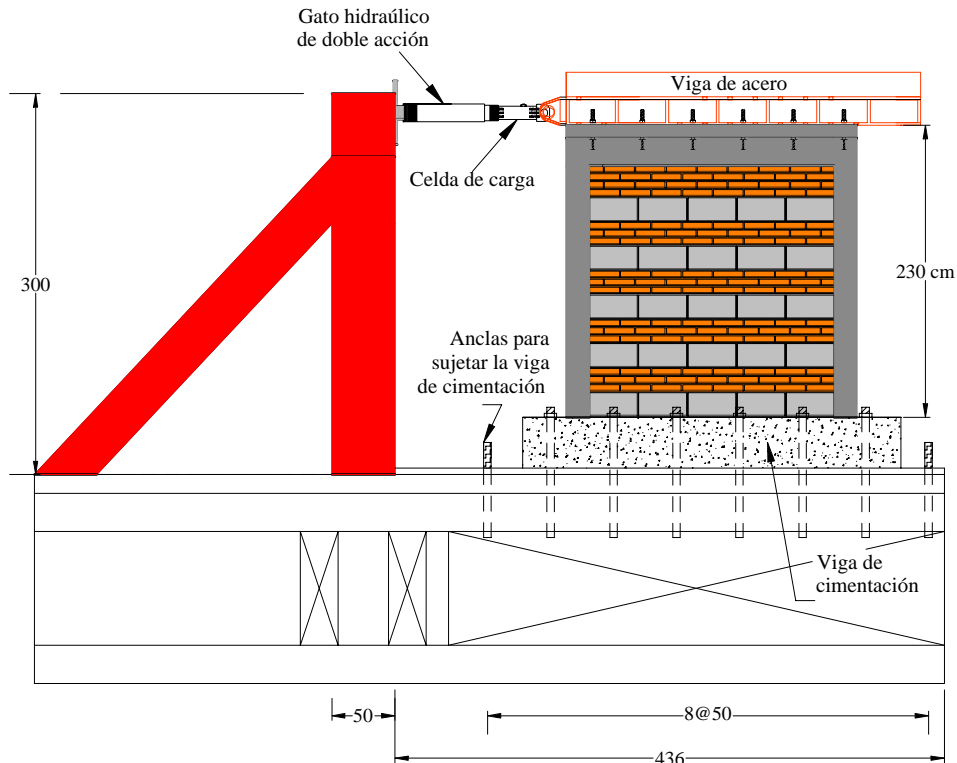 Gato hidraúlico
de doble acción
Viga de acero
Celda de carga
300
230 cm
Anclas para
sujetar la viga
de cimentación
Viga de
cimentación
50
8@50
436